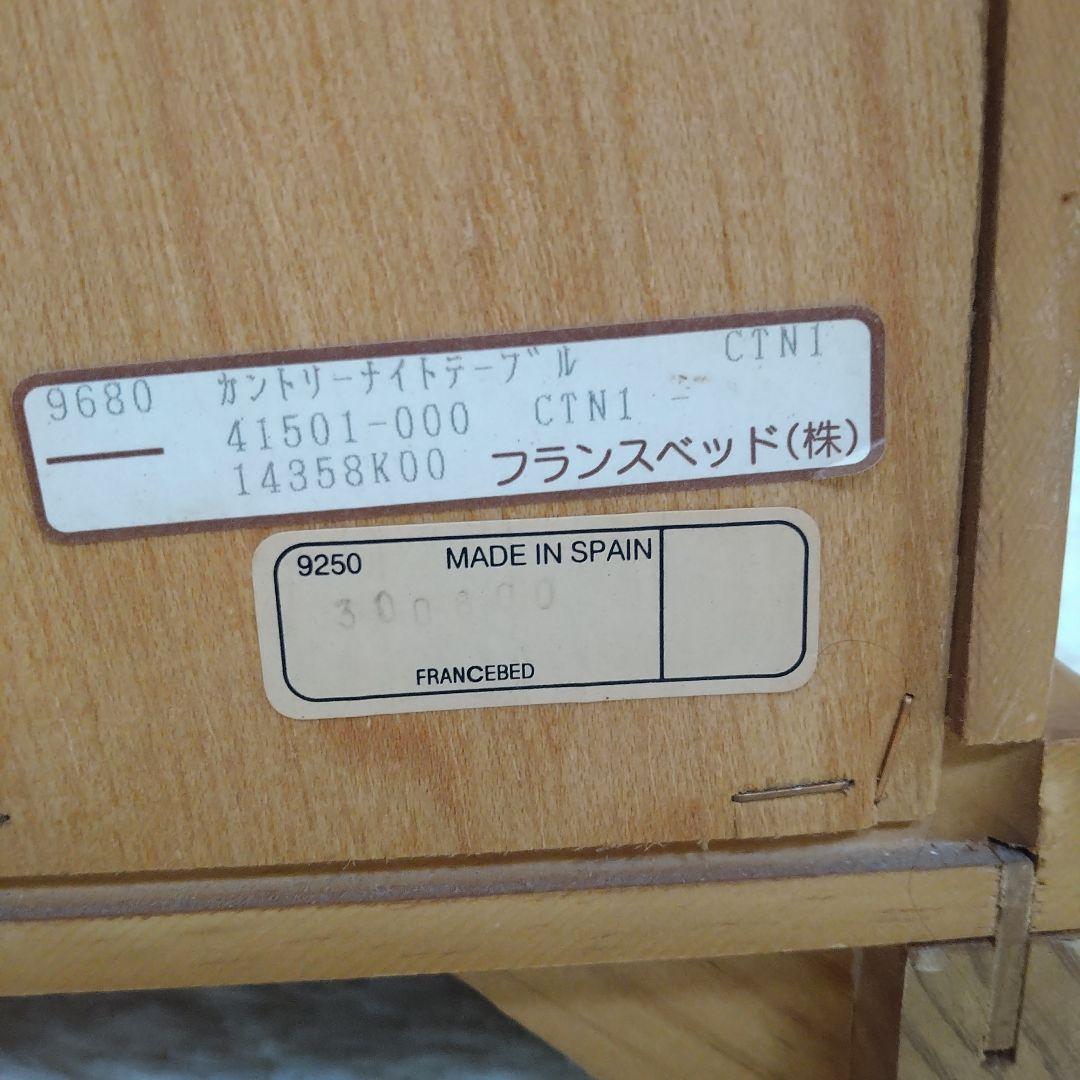 9680 カントリーナイトテーブル CTN1
41501-000 CTN1 -
14358K00 フランスベッド(株)
9250 MADE IN SPAIN
FRANCEBED